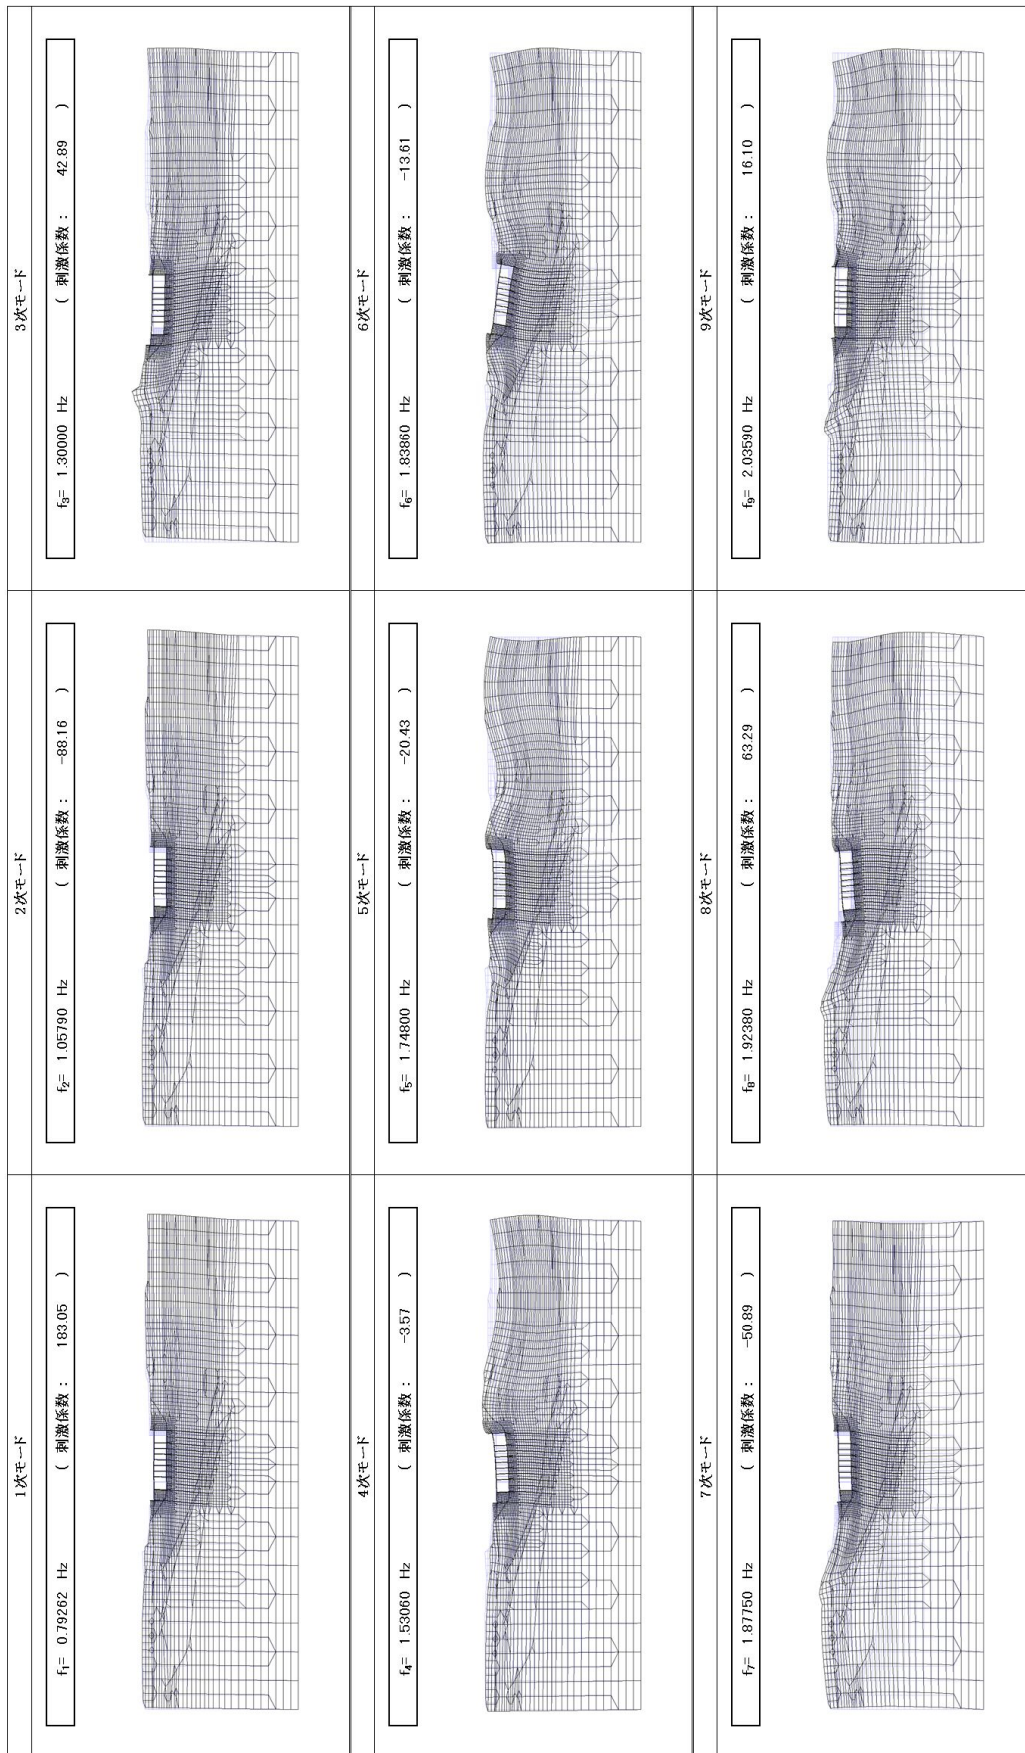 1次モード
f₁= 0.79262 Hz ( 刺激係数 : 183.05 )
2次モード
f₂= 1.05790 Hz ( 刺激係数 : −88.16 )
3次モード
f₃= 1.30000 Hz ( 刺激係数 : 42.89 )
4次モード
f₄= 1.53060 Hz ( 刺激係数 : −3.57 )
5次モード
f₅= 1.74800 Hz ( 刺激係数 : −20.43 )
6次モード
f₆= 1.83860 Hz ( 刺激係数 : −13.61 )
7次モード
f₇= 1.87750 Hz ( 刺激係数 : −50.89 )
8次モード
f₈= 1.92380 Hz ( 刺激係数 : 63.29 )
9次モード
f₉= 2.03590 Hz ( 刺激係数 : 16.10 )